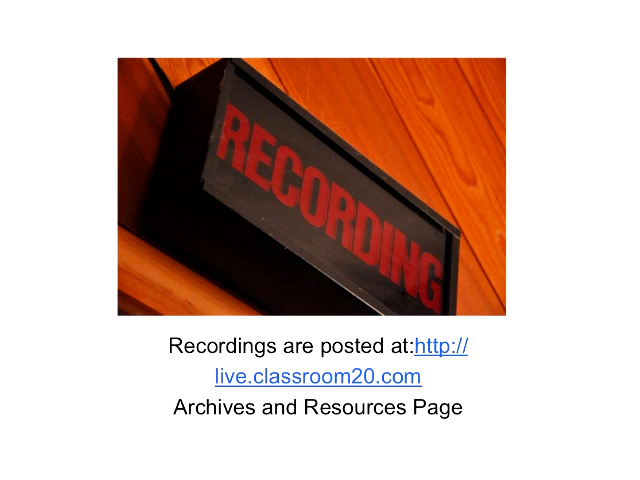 RECORDING
Recordings are posted at:http://
live.classroom20.com
Archives and Resources Page